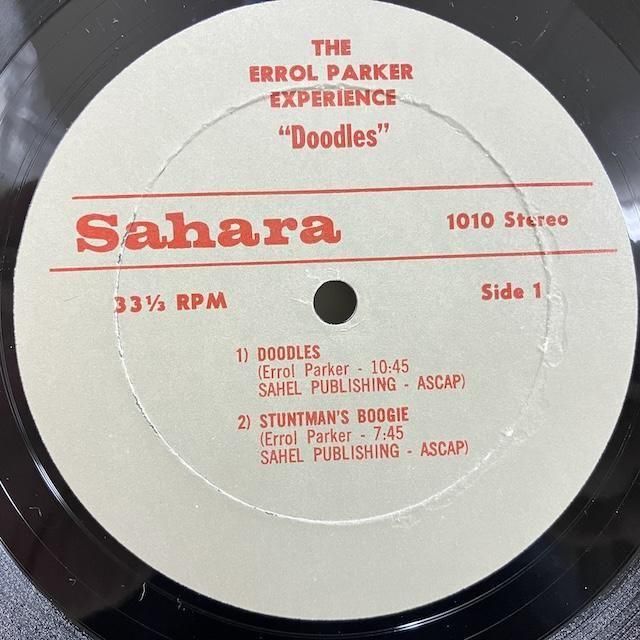 THE
ERROL PARKER
EXPERIENCE
“Doodles”
Sahara
1010 Stereo
33⅓ RPM
Side 1
1) DOODLES
(Errol Parker - 10:45
SAHEL PUBLISHING - ASCAP)
2) STUNTMAN'S BOOGIE
(Errol Parker - 7:45
SAHEL PUBLISHING - ASCAP)